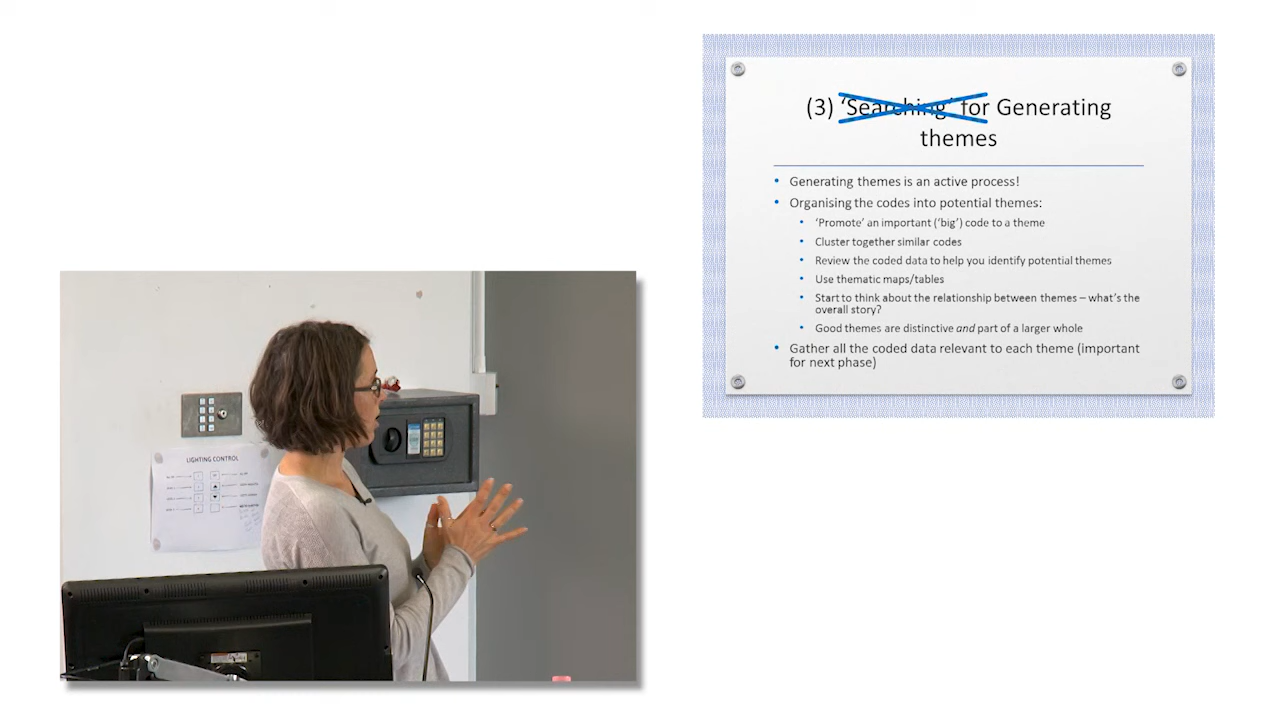 (3) ‘Searching’ for Generating
themes
• Generating themes is an active process!
• Organising the codes into potential themes:
• ‘Promote’ an important (‘big’) code to a theme
• Cluster together similar codes
• Review the coded data to help you identify potential themes
• Use thematic maps/tables
• Start to think about the relationship between themes – what’s the
overall story?
• Good themes are distinctive and part of a larger whole
• Gather all the coded data relevant to each theme (important
for next phase)
LIGHTING CONTROL